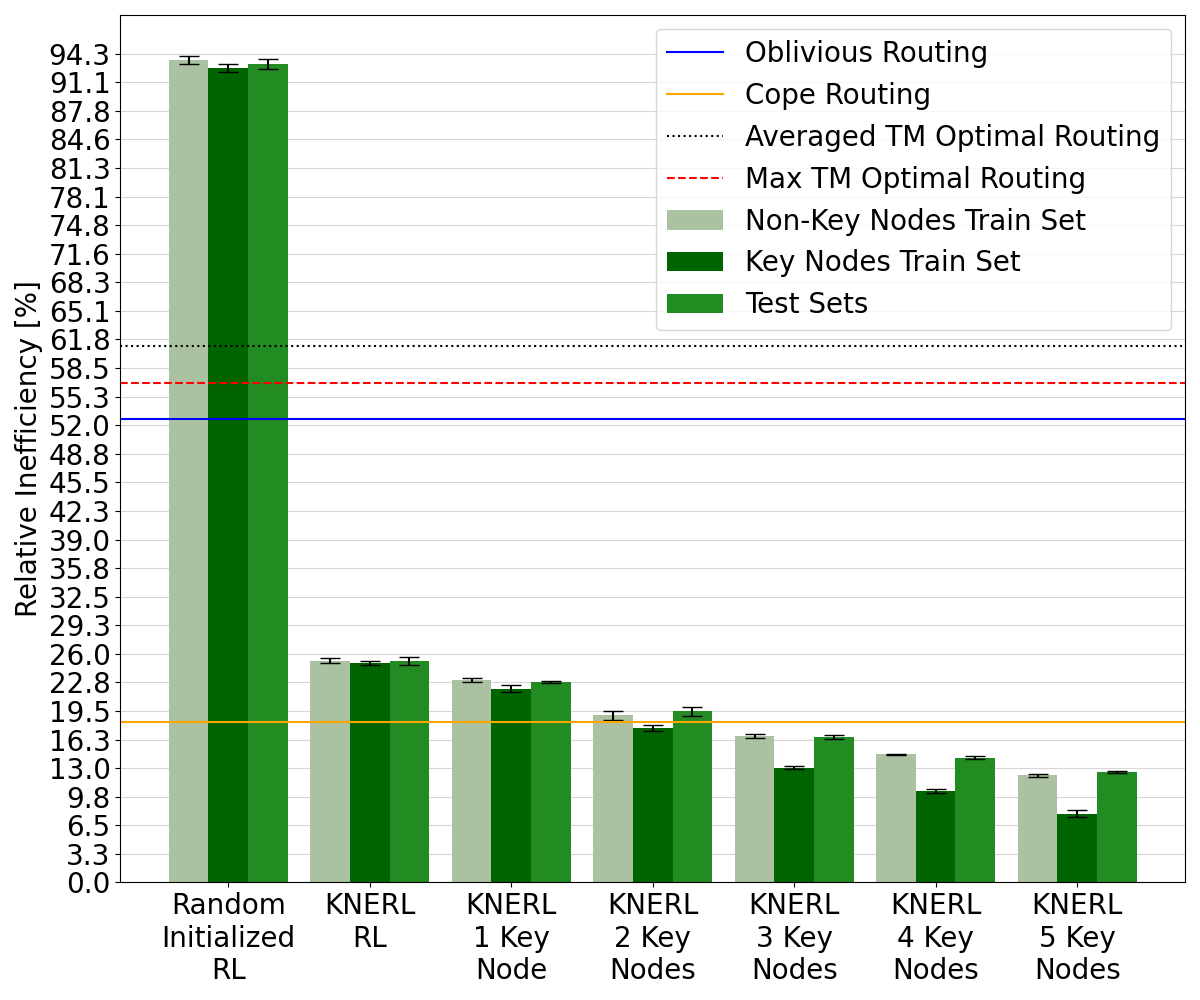 Relative Inefficiency [%]
94.3
91.1
87.8
84.6
81.3
78.1
74.8
71.6
68.3
65.1
61.8
58.5
55.3
52.0
48.8
45.5
42.3
39.0
35.8
32.5
29.3
26.0
22.8
19.5
16.3
13.0
9.8
6.5
3.3
0.0
Oblivious Routing
Cope Routing
Averaged TM Optimal Routing
Max TM Optimal Routing
Non-Key Nodes Train Set
Key Nodes Train Set
Test Sets
Random
Initialized
RL
KNERL
RL
KNERL
1 Key
Node
KNERL
2 Key
Nodes
KNERL
3 Key
Nodes
KNERL
4 Key
Nodes
KNERL
5 Key
Nodes